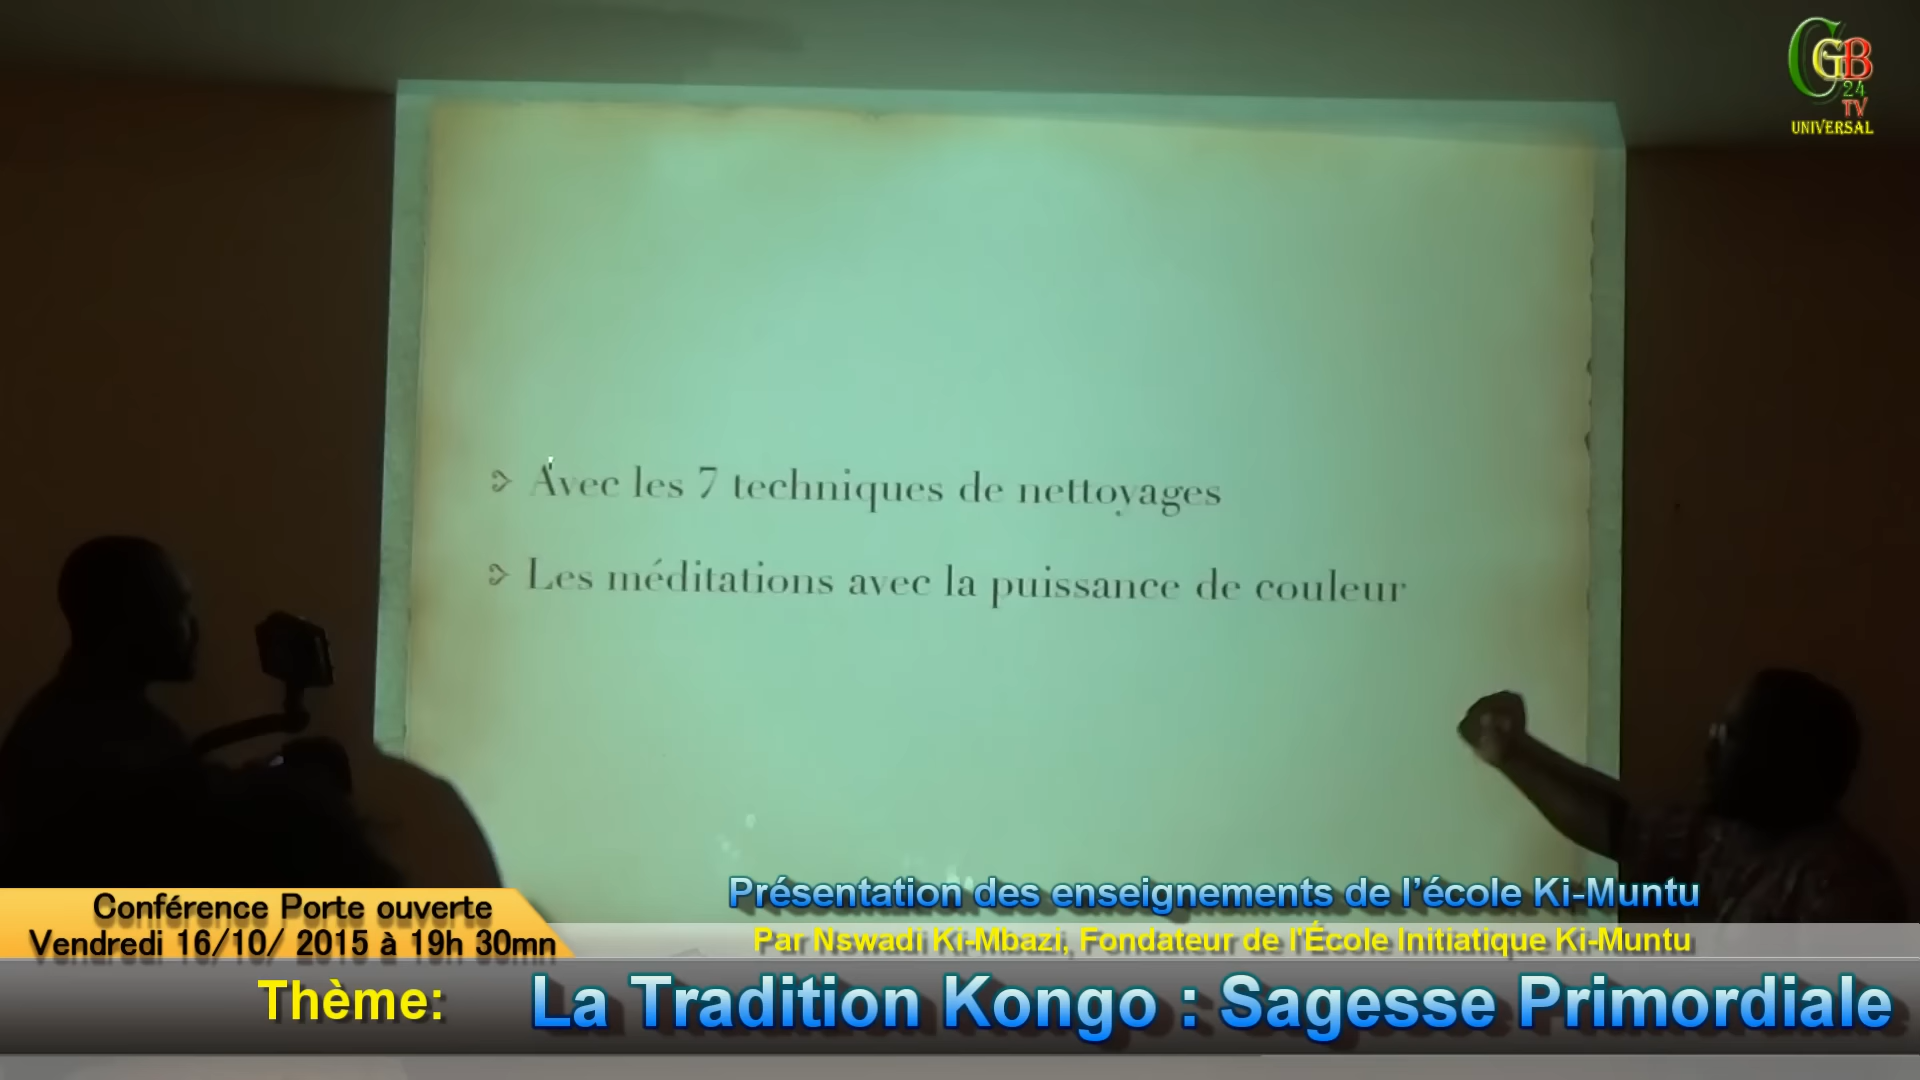 CGB
24
TV
UNIVERSAL
Avec les 7 techniques de nettoyages
Les méditations avec la puissance de couleur
Présentation des enseignements de l'école Ki-Muntu
Par Nswadi Ki-Mbazi, Fondateur de l'École Initiatique Ki-Muntu
Conférence Porte ouverte
Vendredi 16/10/ 2015 à 19h 30mn
Thème: La Tradition Kongo : Sagesse Primordiale